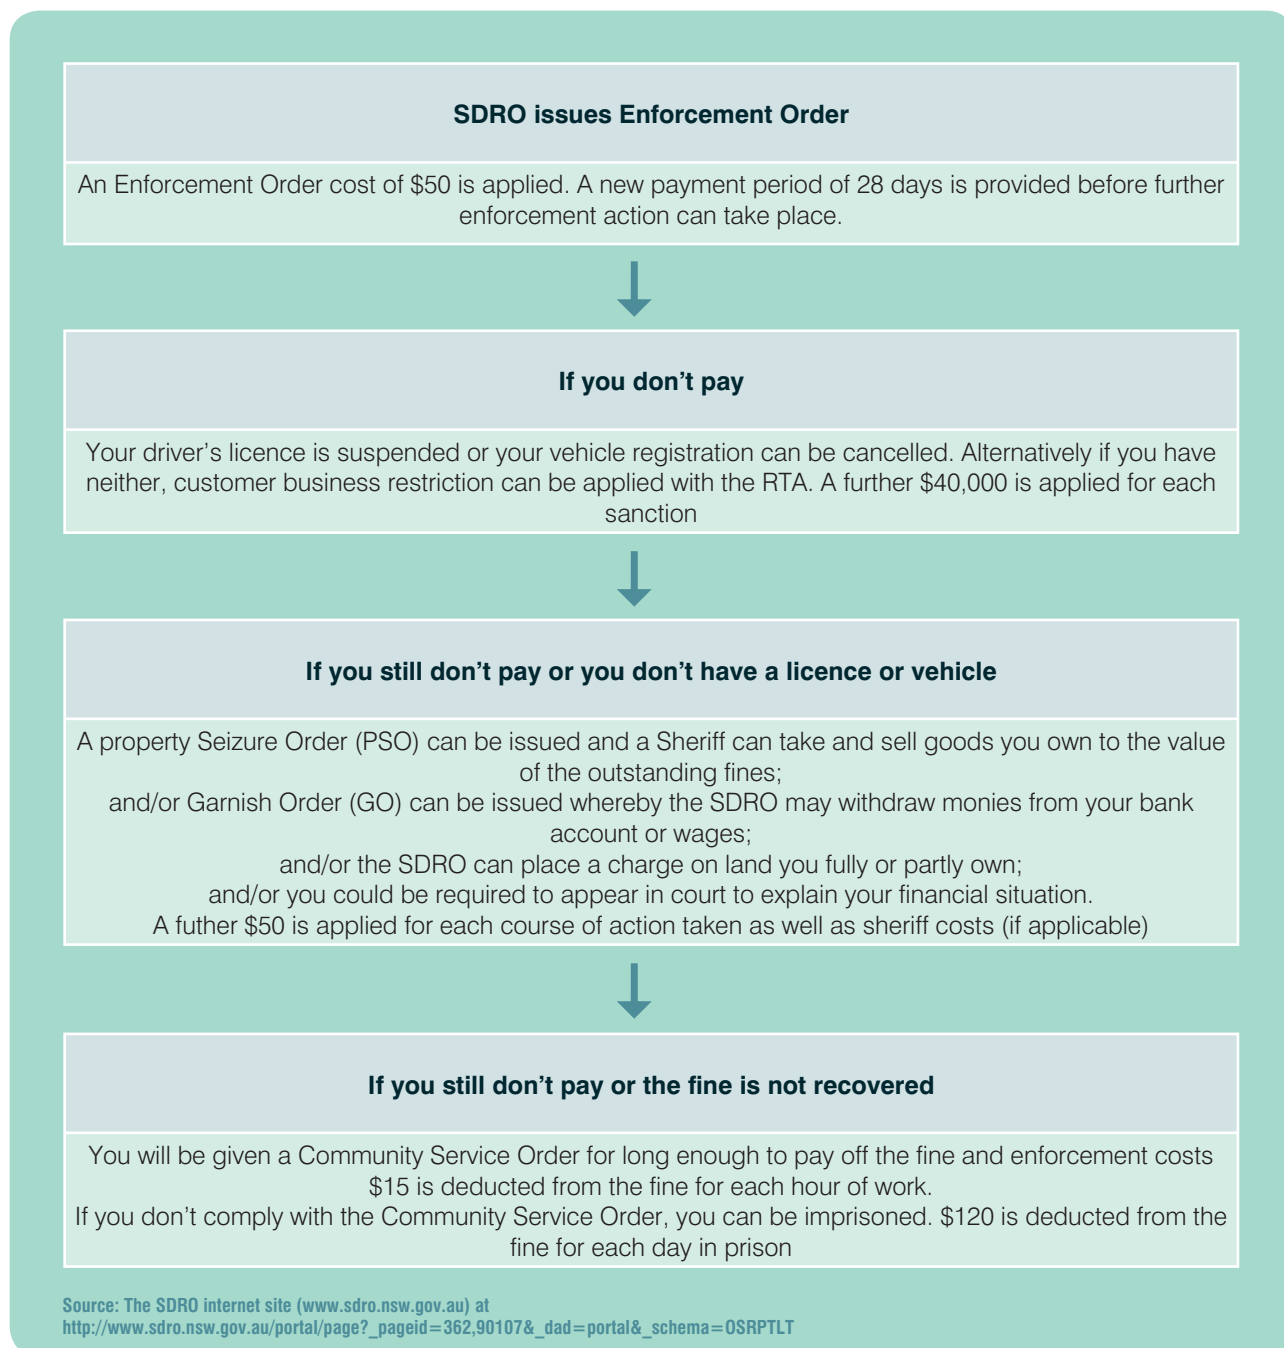 SDRO issues Enforcement Order
An Enforcement Order cost of $50 is applied. A new payment period of 28 days is provided before further
enforcement action can take place.
If you don’t pay
Your driver’s licence is suspended or your vehicle registration can be cancelled. Alternatively if you have
neither, customer business restriction can be applied with the RTA. A further $40,000 is applied for each
sanction
If you still don’t pay or you don’t have a licence or vehicle
A property Seizure Order (PSO) can be issued and a Sheriff can take and sell goods you own to the value
of the outstanding fines;
and/or Garnish Order (GO) can be issued whereby the SDRO may withdraw monies from your bank
account or wages;
and/or the SDRO can place a charge on land you fully or partly own;
and/or you could be required to appear in court to explain your financial situation.
A futher $50 is applied for each course of action taken as well as sheriff costs (if applicable)
If you still don’t pay or the fine is not recovered
You will be given a Community Service Order for long enough to pay off the fine and enforcement costs
$15 is deducted from the fine for each hour of work.
If you don’t comply with the Community Service Order, you can be imprisoned. $120 is deducted from the
fine for each day in prison
Source: The SDRO internet site (www.sdro.nsw.gov.au) at
http://www.sdro.nsw.gov.au/portal/page?_pageid=362,90107&_dad=portal&_schema=OSRPTLT